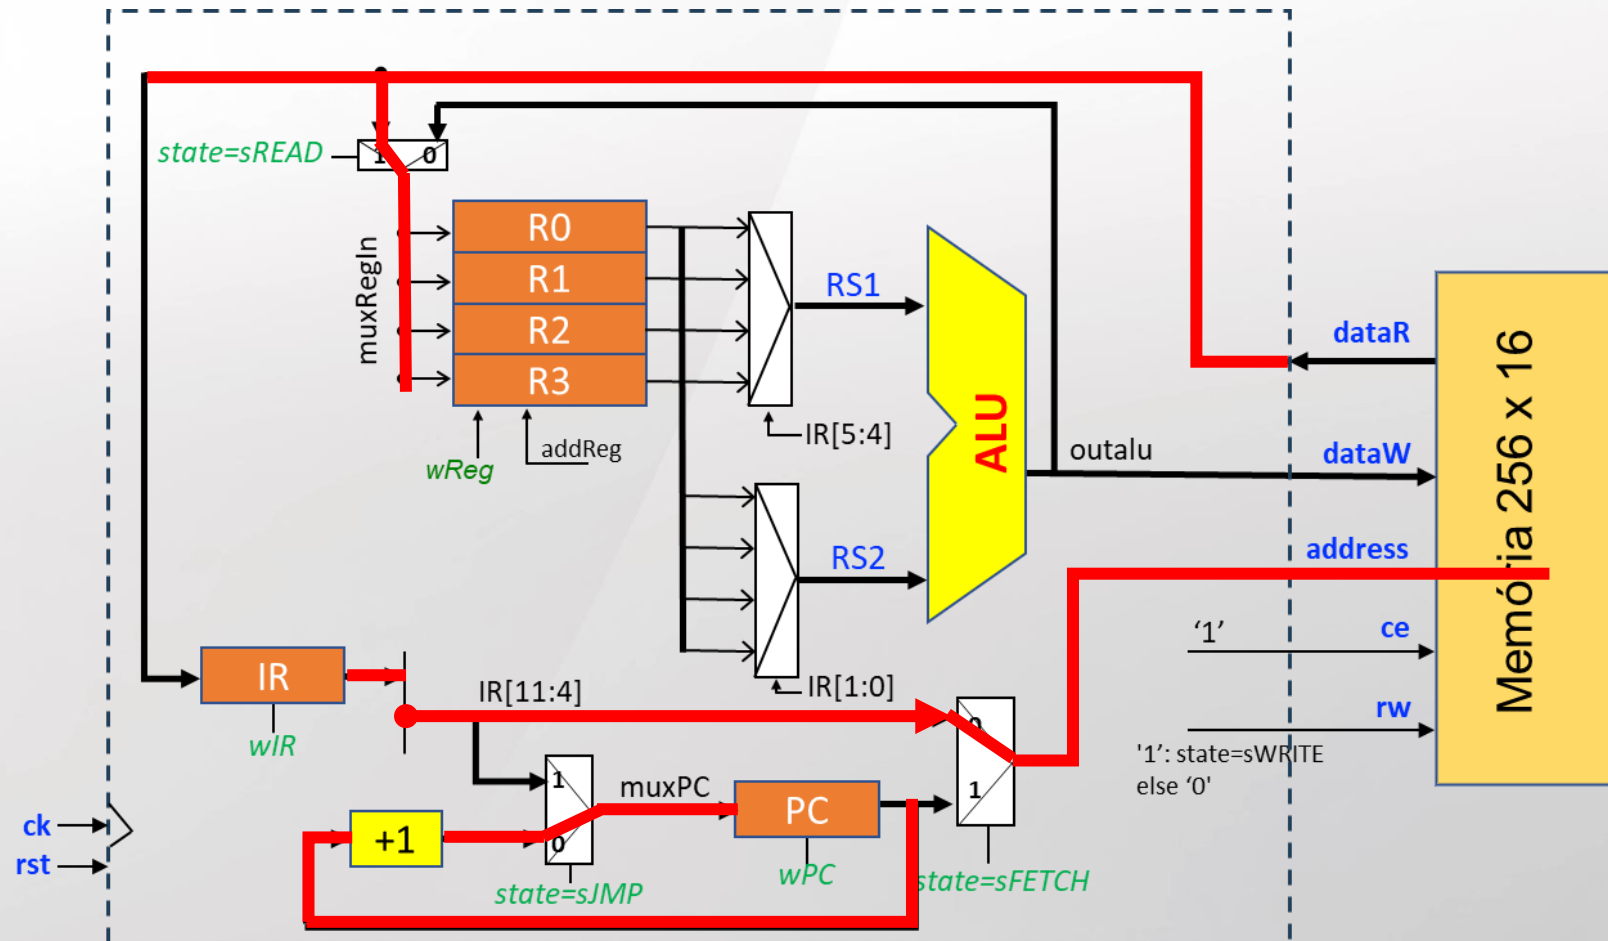 state=sREAD
1
0
muxRegIn
R0
R1
R2
R3
wReg
addReg
RS1
IR[5:4]
RS2
IR[1:0]
ALU
outalu
dataR
dataW
address
ce
rw
'1'
'1': state=sWRITE
else '0'
Memória 256 x 16
IR
wIR
IR[11:4]
1
0
muxPC
PC
wPC
0
1
+1
state=sJMP
state=sFETCH
ck
rst